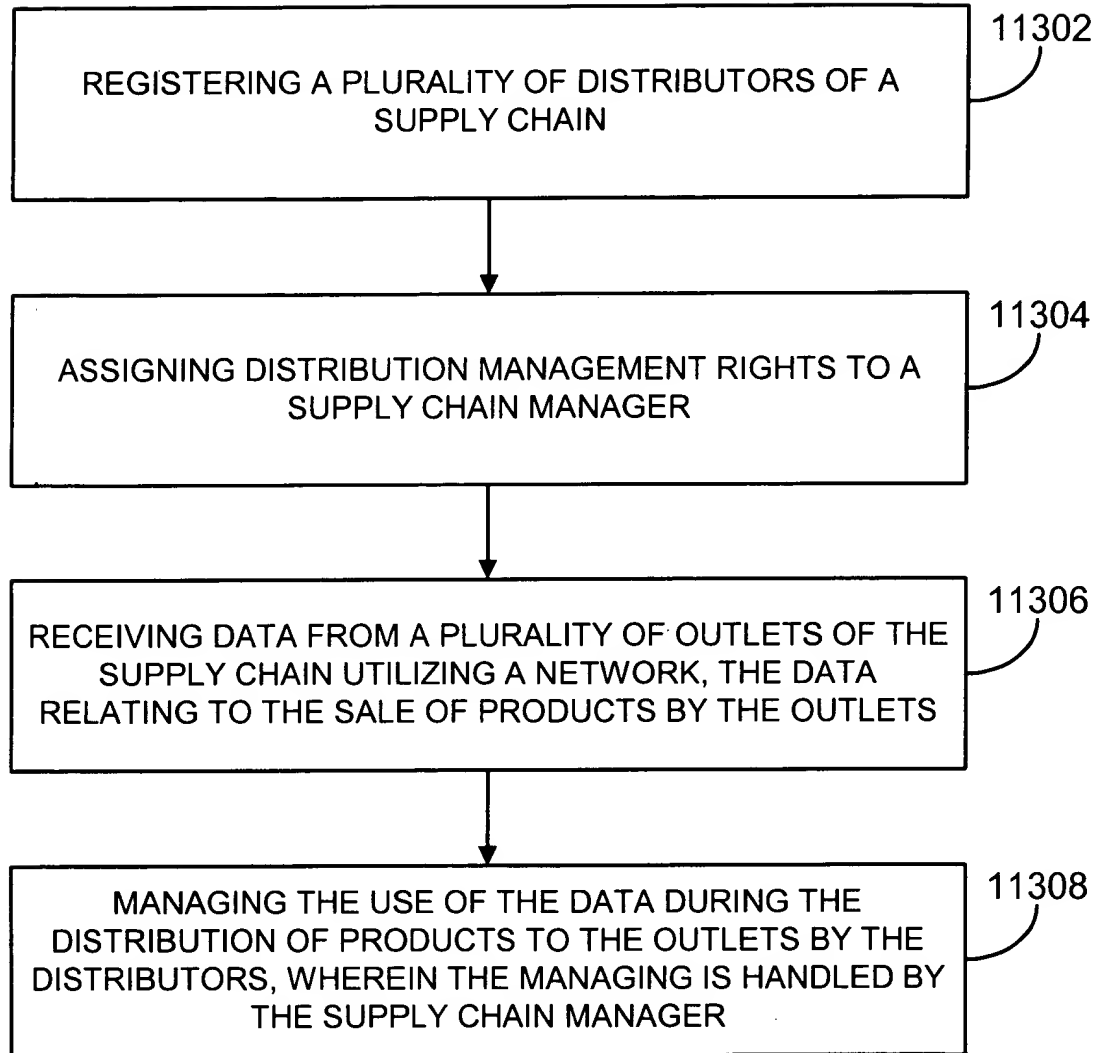 11302
REGISTERING A PLURALITY OF DISTRIBUTORS OF A
SUPPLY CHAIN
11304
ASSIGNING DISTRIBUTION MANAGEMENT RIGHTS TO A
SUPPLY CHAIN MANAGER
11306
RECEIVING DATA FROM A PLURALITY OF OUTLETS OF THE
SUPPLY CHAIN UTILIZING A NETWORK, THE DATA
RELATING TO THE SALE OF PRODUCTS BY THE OUTLETS
11308
MANAGING THE USE OF THE DATA DURING THE
DISTRIBUTION OF PRODUCTS TO THE OUTLETS BY THE
DISTRIBUTORS, WHEREIN THE MANAGING IS HANDLED BY
THE SUPPLY CHAIN MANAGER